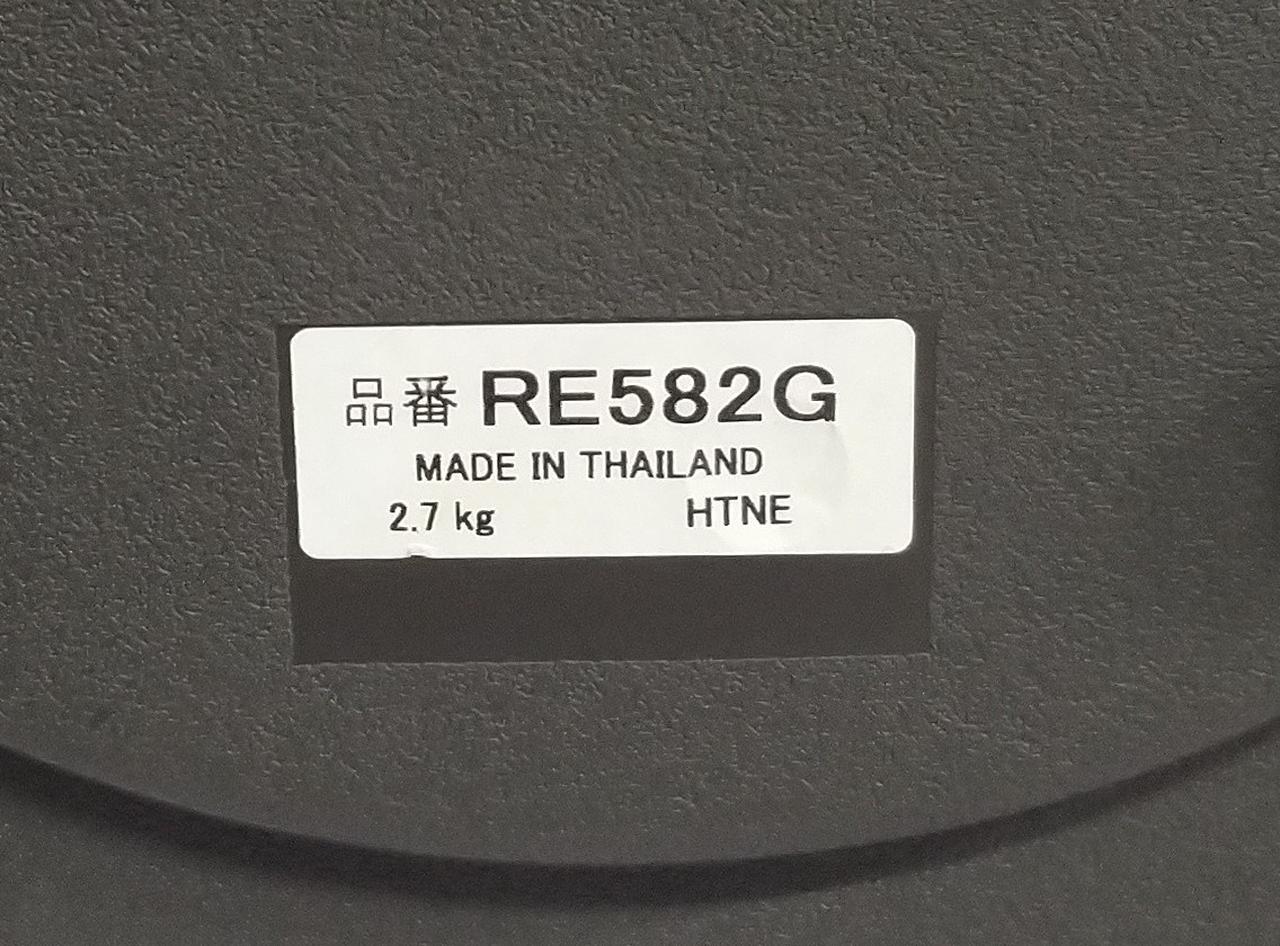 品番 RE582G
MADE IN THAILAND
2.7 kg HTNE